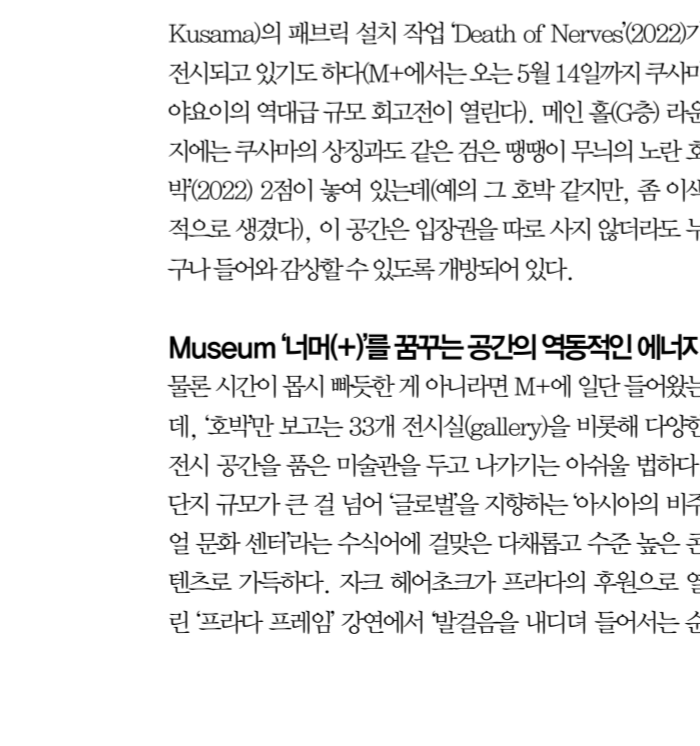 Kusama)의 패브릭 설치 작업 ‘Death of Nerves’(2022)가
전시되고 있기도 하다(M+에서는 오는 5월 14일까지 쿠사마
야요이의 역대급 규모 회고전이 열린다). 메인 홀(G층) 라운
지에는 쿠사마의 상징과도 같은 검은 땡땡이 무늬의 노란 호
박’(2022) 2점이 놓여 있는데(예의 그 호박 같지만, 좀 이색
적으로 생겼다), 이 공간은 입장권을 따로 사지 않더라도 누
구나 들어와 감상할 수 있도록 개방되어 있다.
Museum ‘너머(+)’를 꿈꾸는 공간의 역동적인 에너지
물론 시간이 몹시 빠듯한 게 아니라면 M+에 일단 들어왔는
데, ‘호박’만 보고는 33개 전시실(gallery)을 비롯해 다양한
전시 공간을 품은 미술관을 두고 나가기는 아쉬울 법하다
단지 규모가 큰 걸 넘어 ‘글로벌’을 지향하는 ‘아시아의 비주
얼 문화 센터’라는 수식어에 걸맞은 다채롭고 수준 높은 콘
텐츠로 가득하다. 자크 헤어초크가 프라다의 후원으로 열
린 ‘프라다 프레임’ 강연에서 ‘발걸음을 내디뎌 들어서는 순